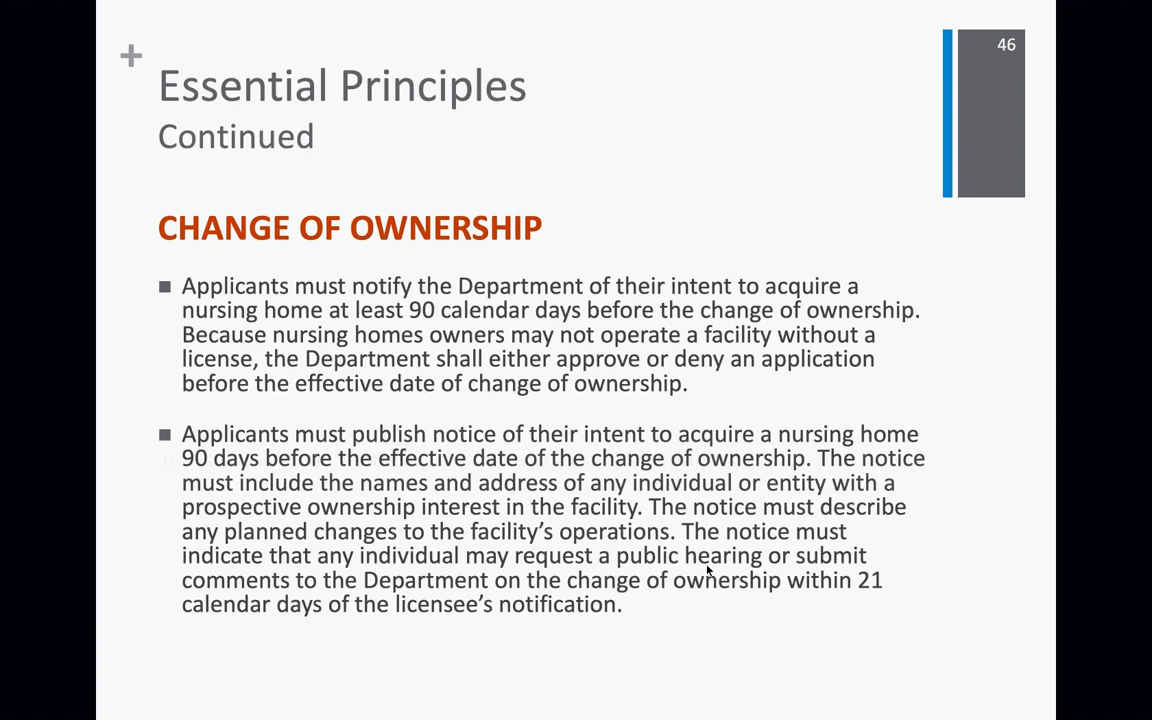 46
+
Essential Principles
Continued
CHANGE OF OWNERSHIP
■ Applicants must notify the Department of their intent to acquire a
nursing home at least 90 calendar days before the change of ownership.
Because nursing homes owners may not operate a facility without a
license, the Department shall either approve or deny an application
before the effective date of change of ownership.
■ Applicants must publish notice of their intent to acquire a nursing home
90 days before the effective date of the change of ownership. The notice
must include the names and address of any individual or entity with a
prospective ownership interest in the facility. The notice must describe
any planned changes to the facility's operations. The notice must
indicate that any individual may request a public hearing or submit
comments to the Department on the change of ownership within 21
calendar days of the licensee's notification.